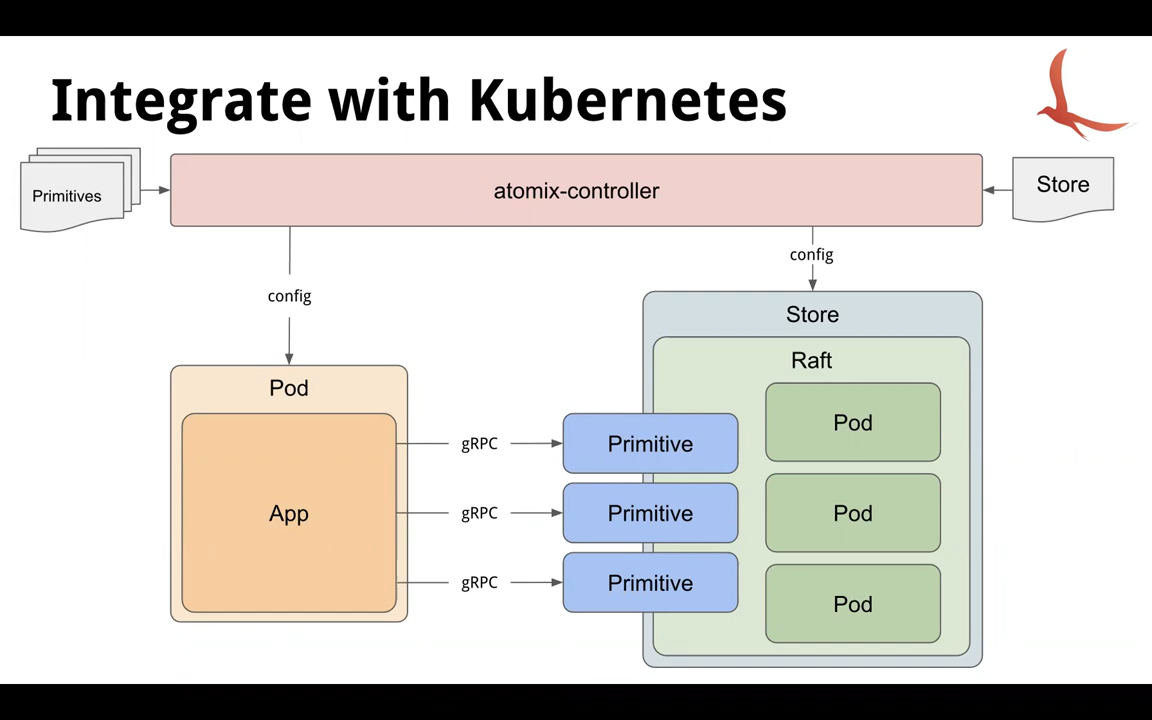 Integrate with Kubernetes
Primitives
atomix-controller
Store
config
config
Store
Raft
Pod
App
gRPC
gRPC
gRPC
Primitive
Primitive
Primitive
Pod
Pod
Pod